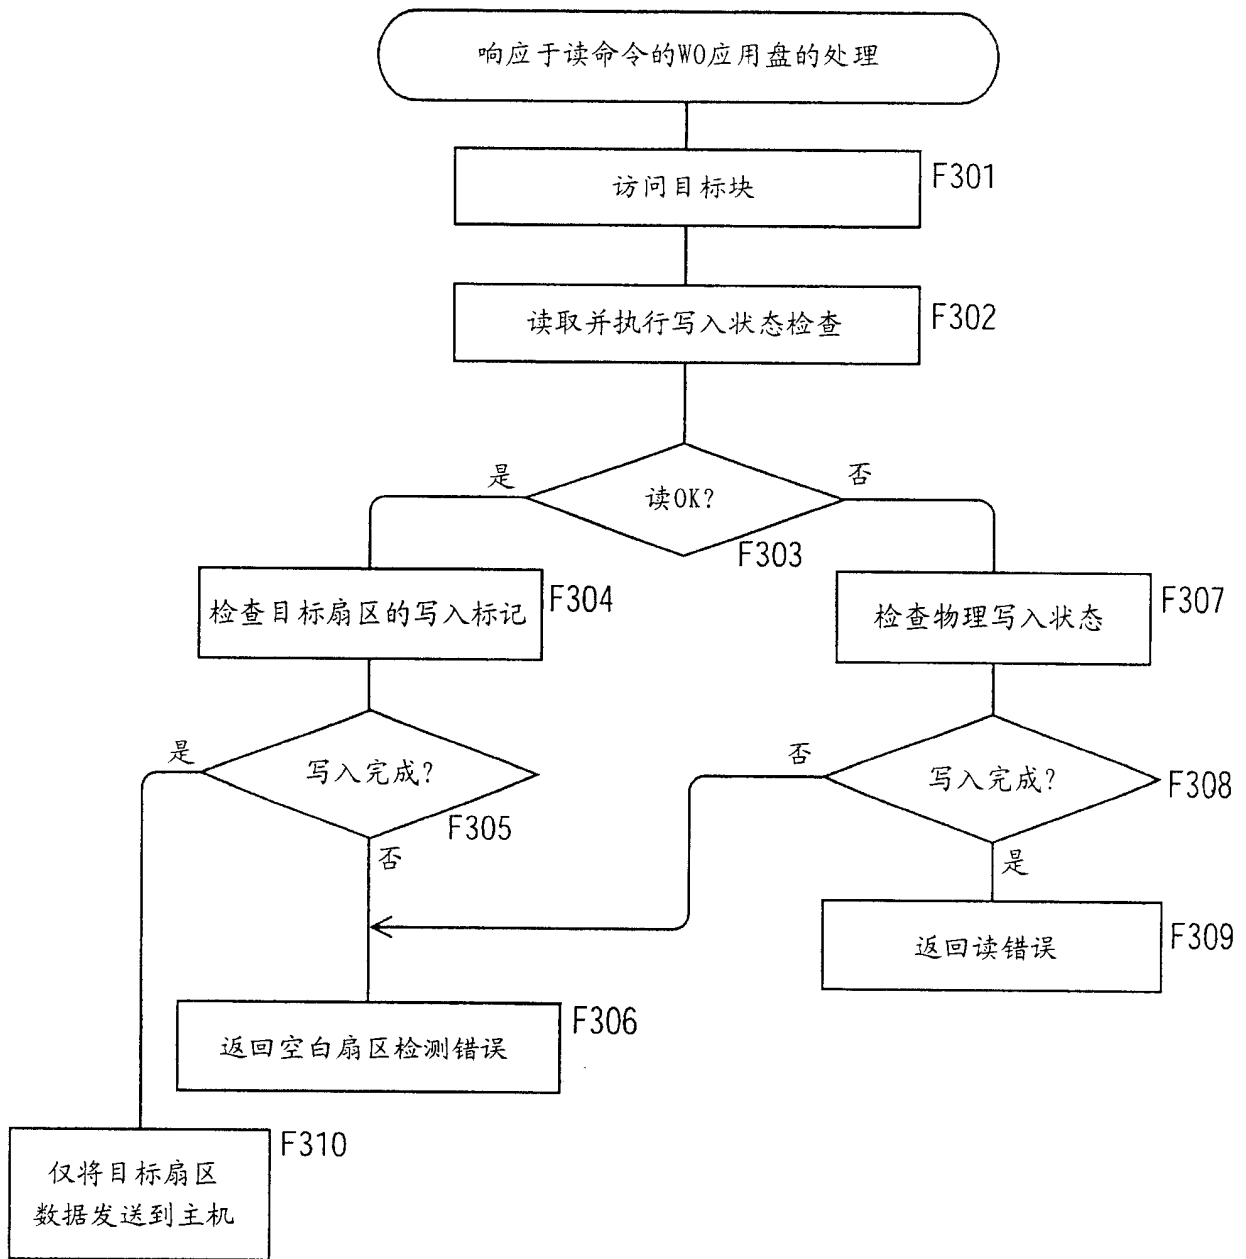 响应于读命令的WO应用盘的处理
访问目标块
F301
读取并执行写入状态检查
F302
是
否
读OK?
F303
检查目标扇区的写入标记
F304
检查物理写入状态
F307
是
写入完成?
F305
否
否
写入完成?
F308
是
返回读错误
F309
返回空白扇区检测错误
F306
仅将目标扇区
数据发送到主机
F310